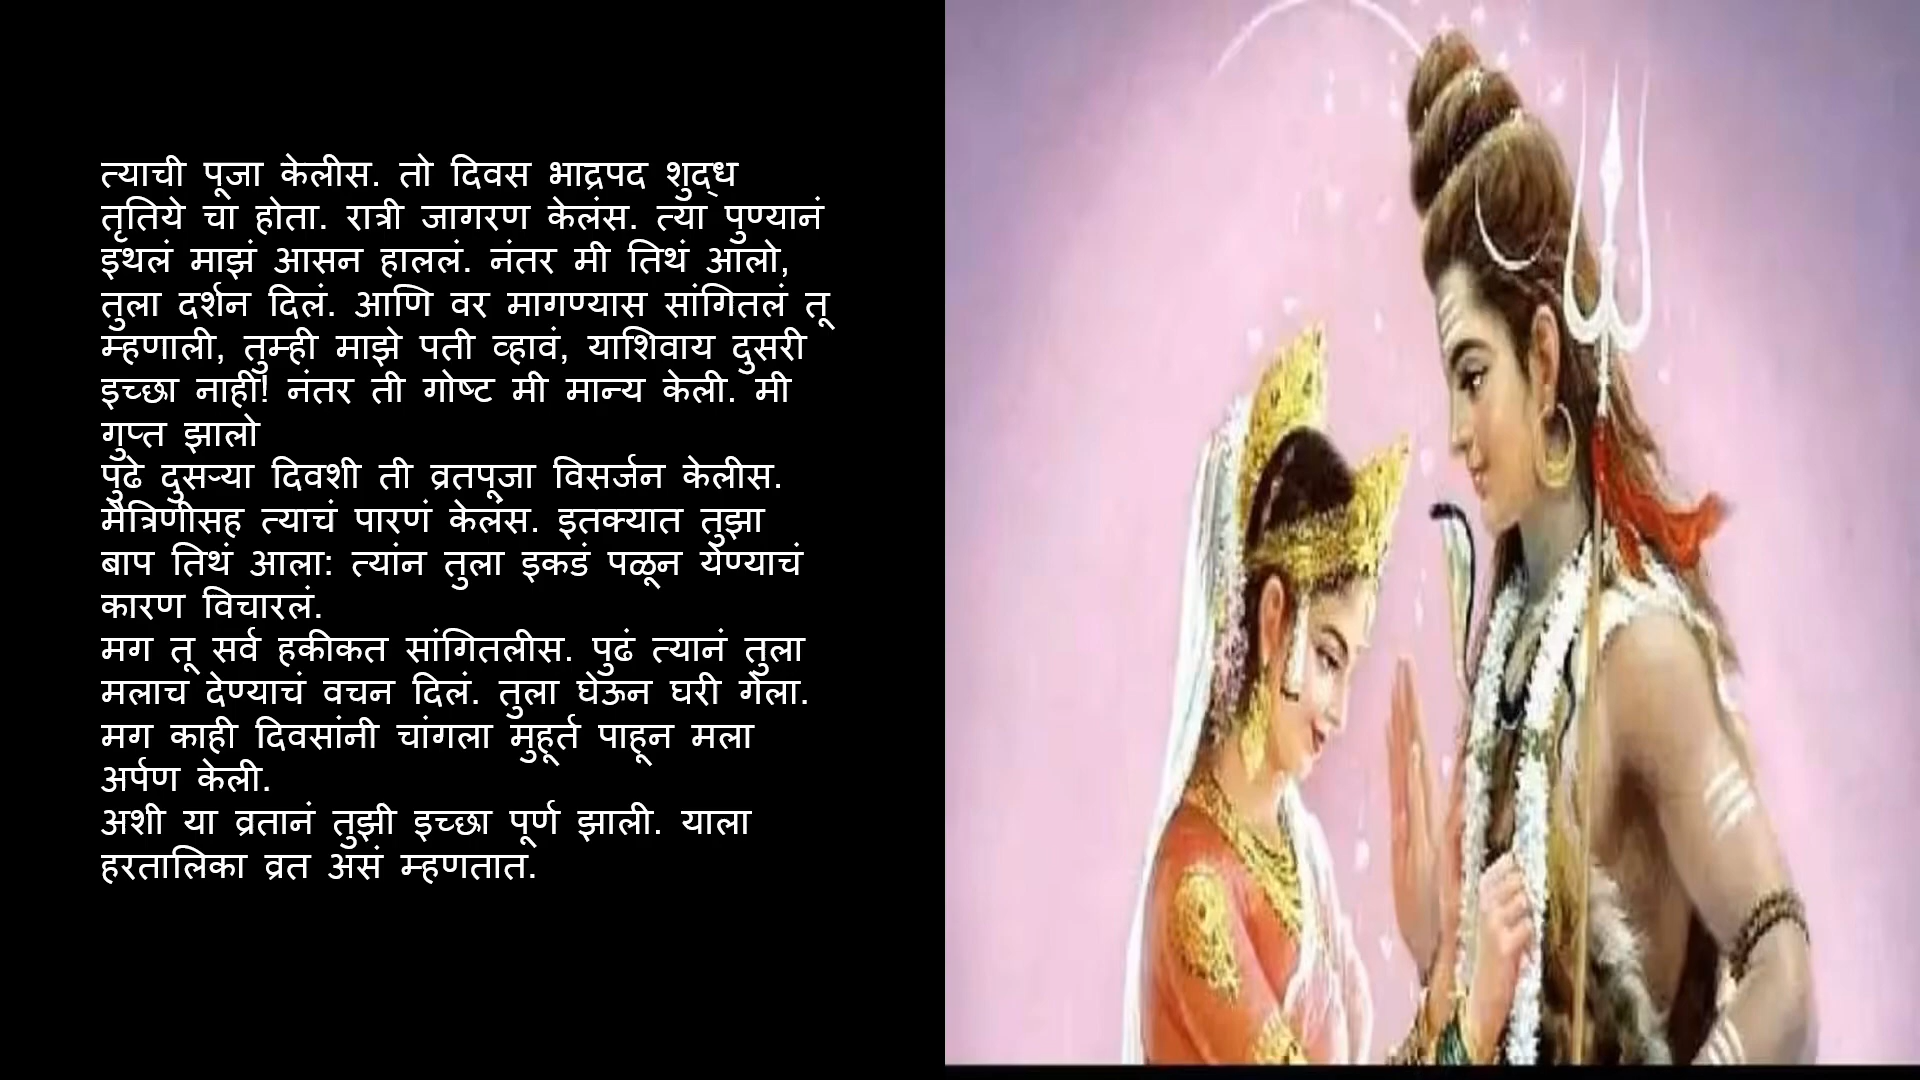 त्याची पूजा केलीस. तो दिवस भाद्रपद शुद्ध
तृतिये चा होता. रात्री जागरण केलंस. त्या पुण्यानं
इथलं माझं आसन हाललं. नंतर मी तिथं आलो,
तुला दर्शन दिलं. आणि वर मागण्यास सांगितलं तू
म्हणाली, तुम्ही माझे पती व्हावं, याशिवाय दुसरी
इच्छा नाही! नंतर ती गोष्ट मी मान्य केली. मी
गुप्त झालो
पुढे दुसऱ्या दिवशी ती व्रतपूजा विसर्जन केलीस.
मैत्रिणीसह त्याचं पारणं केलंस. इतक्यात तुझा
बाप तिथं आला: त्यांन तुला इकडं पळून येण्याचं
कारण विचारलं.
मग तू सर्व हकीकत सांगितलीस. पुढं त्यानं तुला
मलाच देण्याचं वचन दिलं. तुला घेऊन घरी गेला.
मग काही दिवसांनी चांगला मुहूर्त पाहून मला
अर्पण केली.
अशी या व्रतानं तुझी इच्छा पूर्ण झाली. याला
हरतालिका व्रत असं म्हणतात.